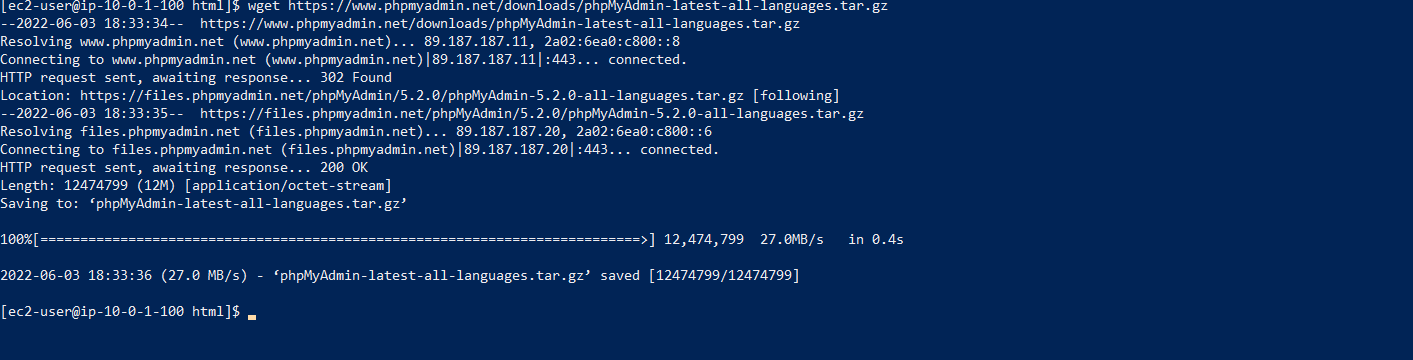 [ec2-user@ip-10-0-1-100 html]$ wget https://www.phpmyadmin.net/downloads/phpMyAdmin-latest-all-languages.tar.gz
--2022-06-03 18:33:34--  https://www.phpmyadmin.net/downloads/phpMyAdmin-latest-all-languages.tar.gz
Resolving www.phpmyadmin.net (www.phpmyadmin.net)... 89.187.187.11, 2a02:6ea0:c800::8
Connecting to www.phpmyadmin.net (www.phpmyadmin.net)|89.187.187.11|:443... connected.
HTTP request sent, awaiting response... 302 Found
Location: https://files.phpmyadmin.net/phpMyAdmin/5.2.0/phpMyAdmin-5.2.0-all-languages.tar.gz [following]
--2022-06-03 18:33:35--  https://files.phpmyadmin.net/phpMyAdmin/5.2.0/phpMyAdmin-5.2.0-all-languages.tar.gz
Resolving files.phpmyadmin.net (files.phpmyadmin.net)... 89.187.187.20, 2a02:6ea0:c800::6
Connecting to files.phpmyadmin.net (files.phpmyadmin.net)|89.187.187.20|:443... connected.
HTTP request sent, awaiting response... 200 OK
Length: 12474799 (12M) [application/octet-stream]
Saving to: ‘phpMyAdmin-latest-all-languages.tar.gz’
100%[===========================================================================>] 12,474,799  27.0MB/s   in 0.4s
2022-06-03 18:33:36 (27.0 MB/s) - ‘phpMyAdmin-latest-all-languages.tar.gz’ saved [12474799/12474799]
[ec2-user@ip-10-0-1-100 html]$